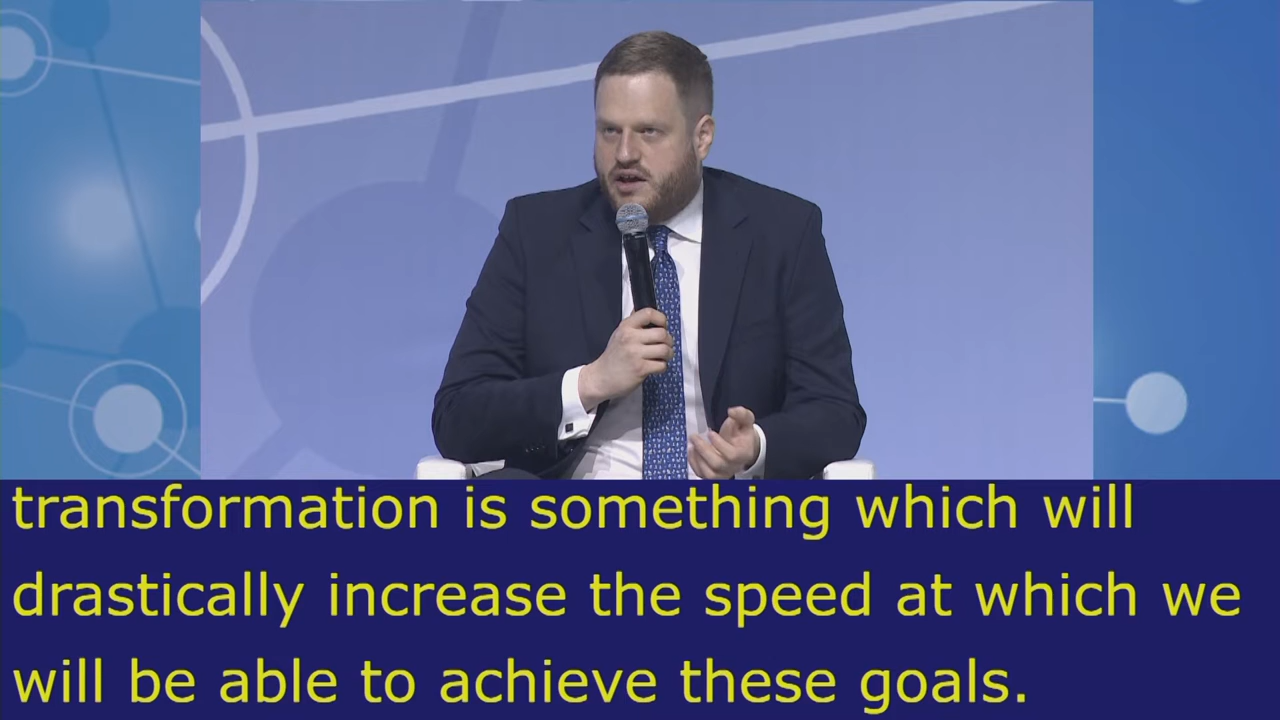 transformation is something which will
drastically increase the speed at which we
will be able to achieve these goals.